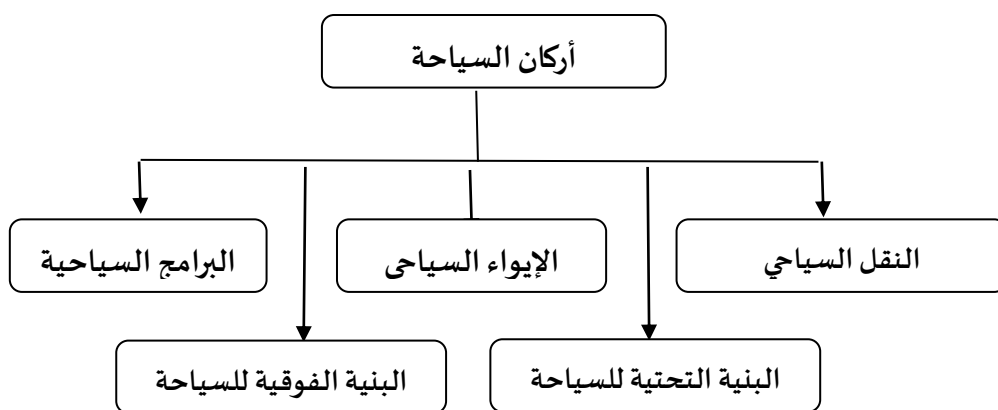 أركان السياحة
النقل السياحي
الإيواء السياحى
البرامج السياحية
البنية التحتية للسياحة
البنية الفوقية للسياحة